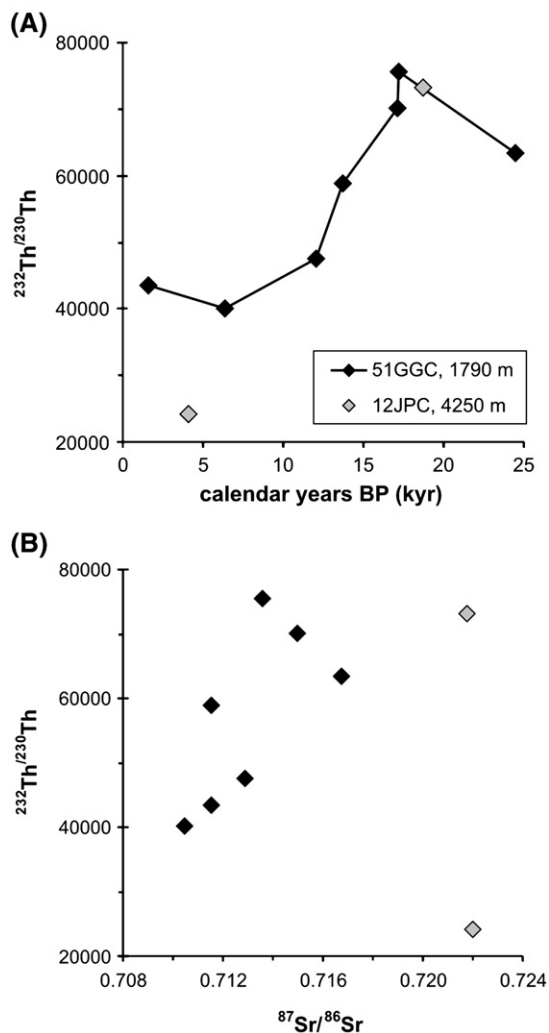 (A)
80000
60000
40000
20000
²³²Th/²³⁰Th
0 5 10 15 20 25
calendar years BP (kyr)
51GGC, 1790 m
12JPC, 4250 m
(B)
80000
60000
40000
20000
²³²Th/²³⁰Th
0.708 0.712 0.716 0.720 0.724
⁸⁷Sr/⁸⁶Sr